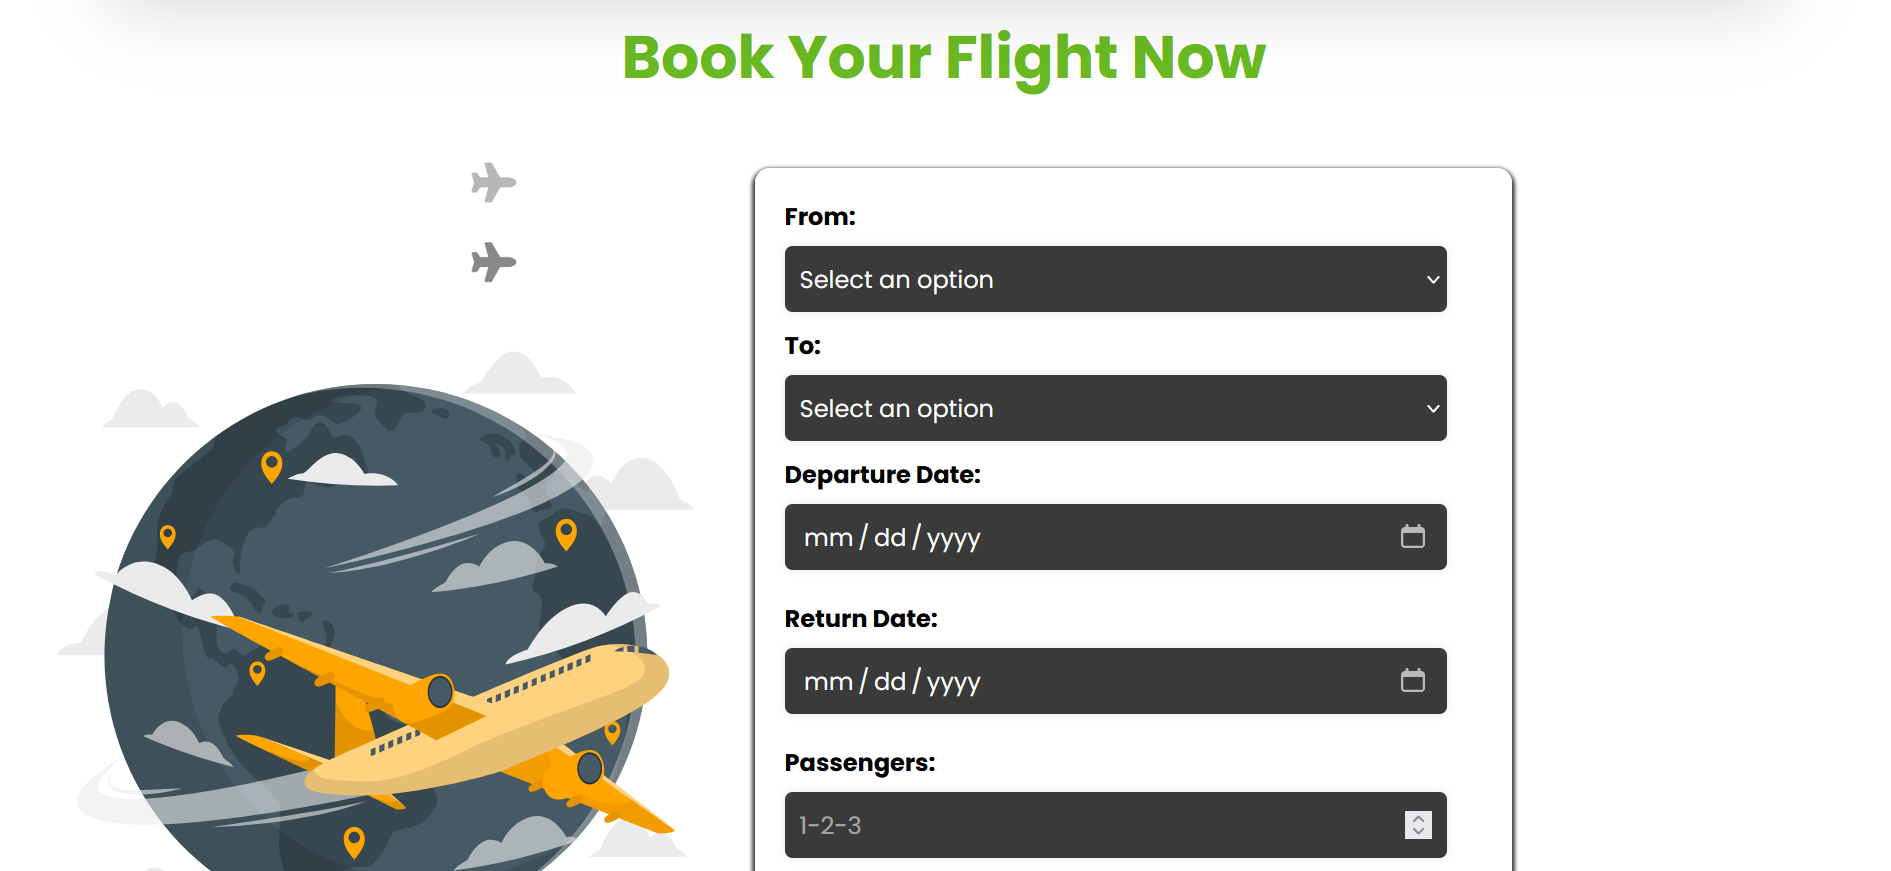 Book Your Flight Now
From:
Select an option
To:
Select an option
Departure Date:
mm / dd / yyyy
Return Date:
mm / dd / yyyy
Passengers:
1-2-3